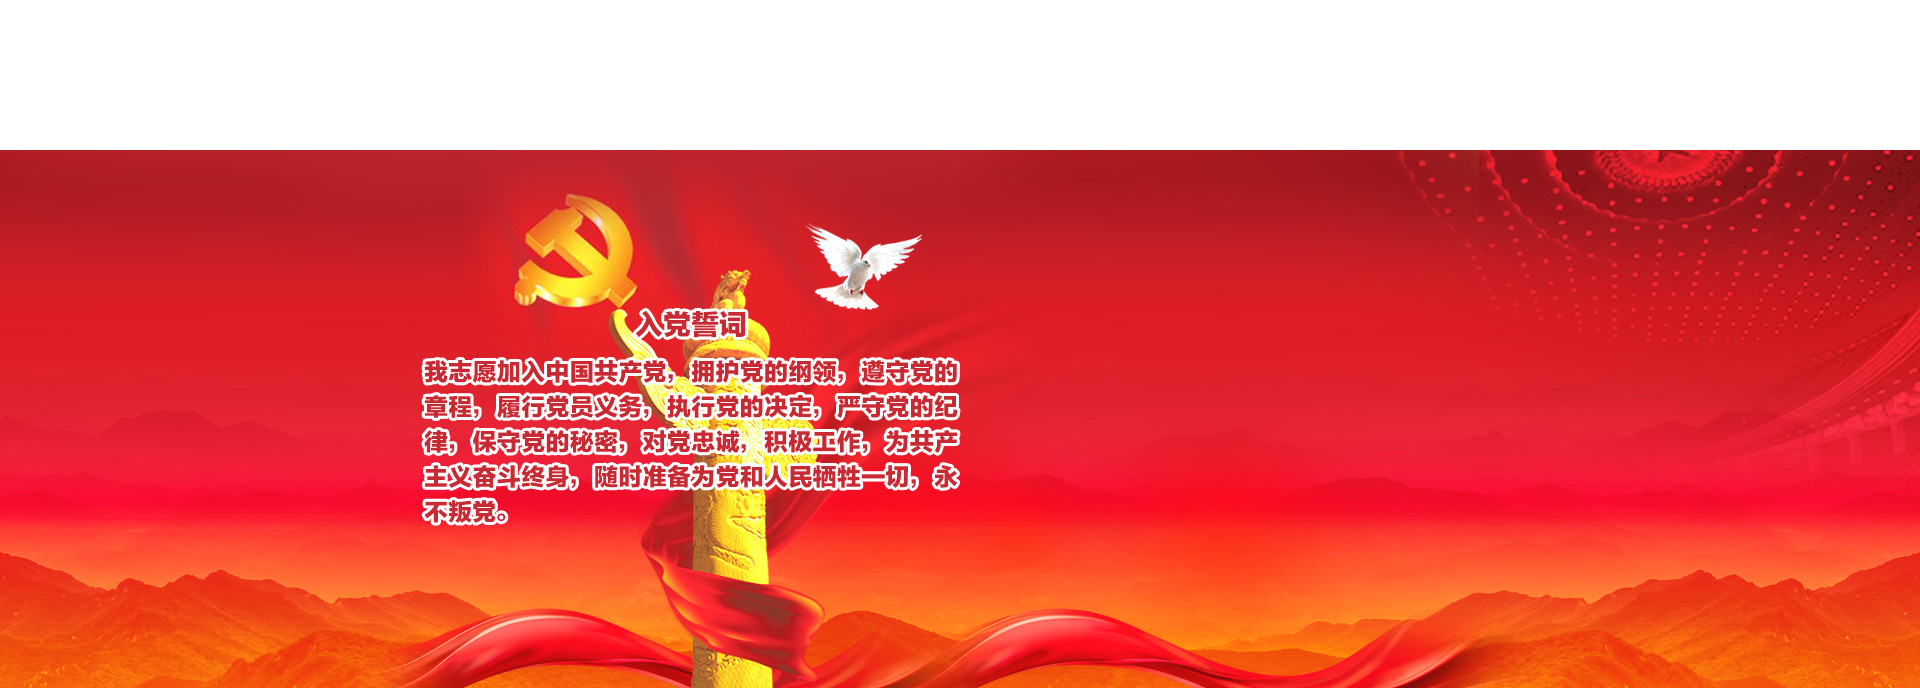 入党誓词
我志愿加入中国共产党，拥护党的纲领，遵守党的
章程，履行党员义务，执行党的决定，严守党的纪
律，保守党的秘密，对党忠诚，积极工作，为共产
主义奋斗终身，随时准备为党和人民牺牲一切，永
不叛党。